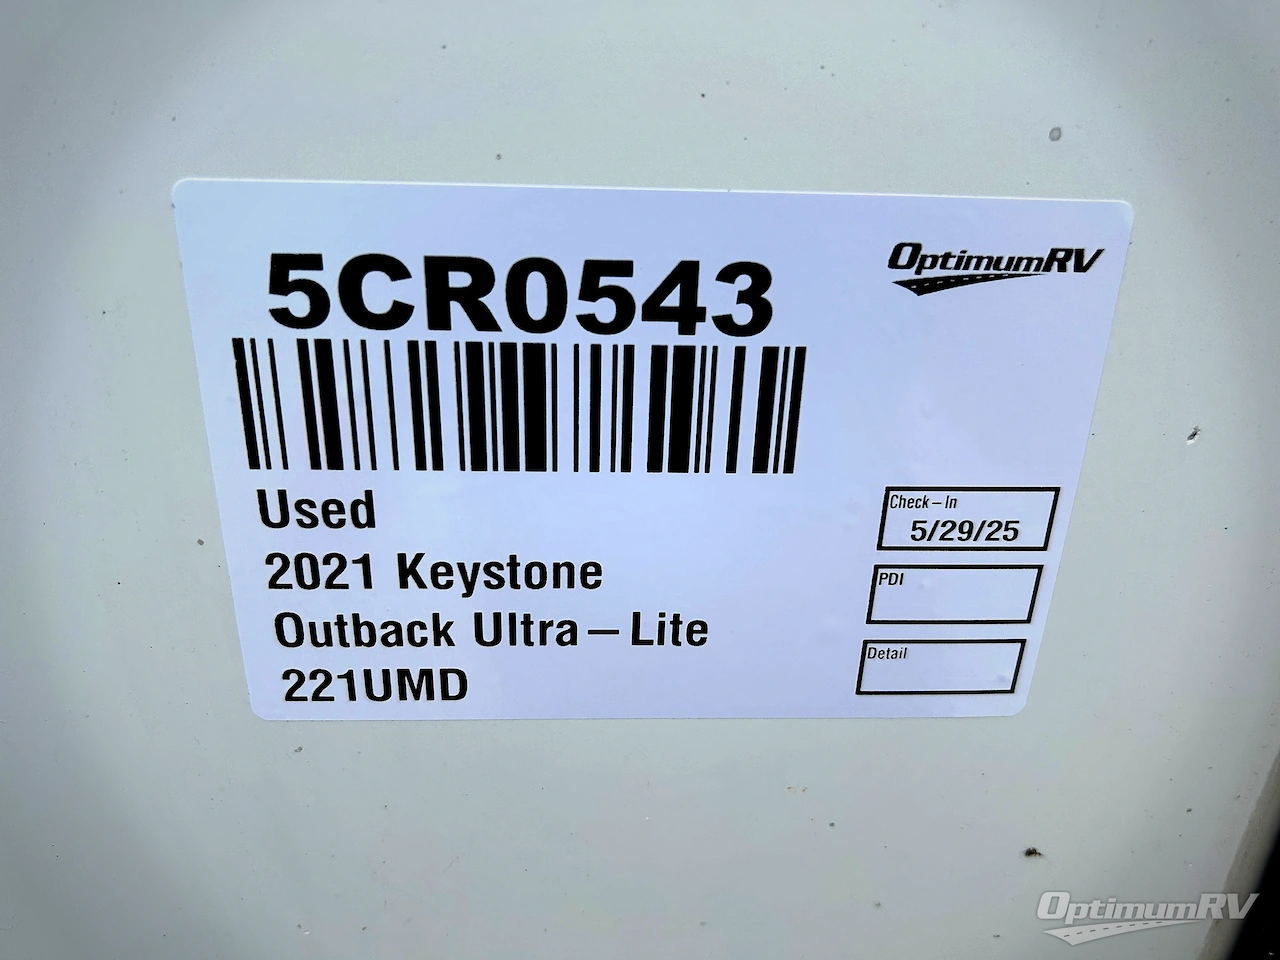 5CR0543
OptimumRV
Used
2021 Keystone
Outback Ultra-Lite
221UMD
Check-In
5/29/25
PDI
Detail
OptimumRV